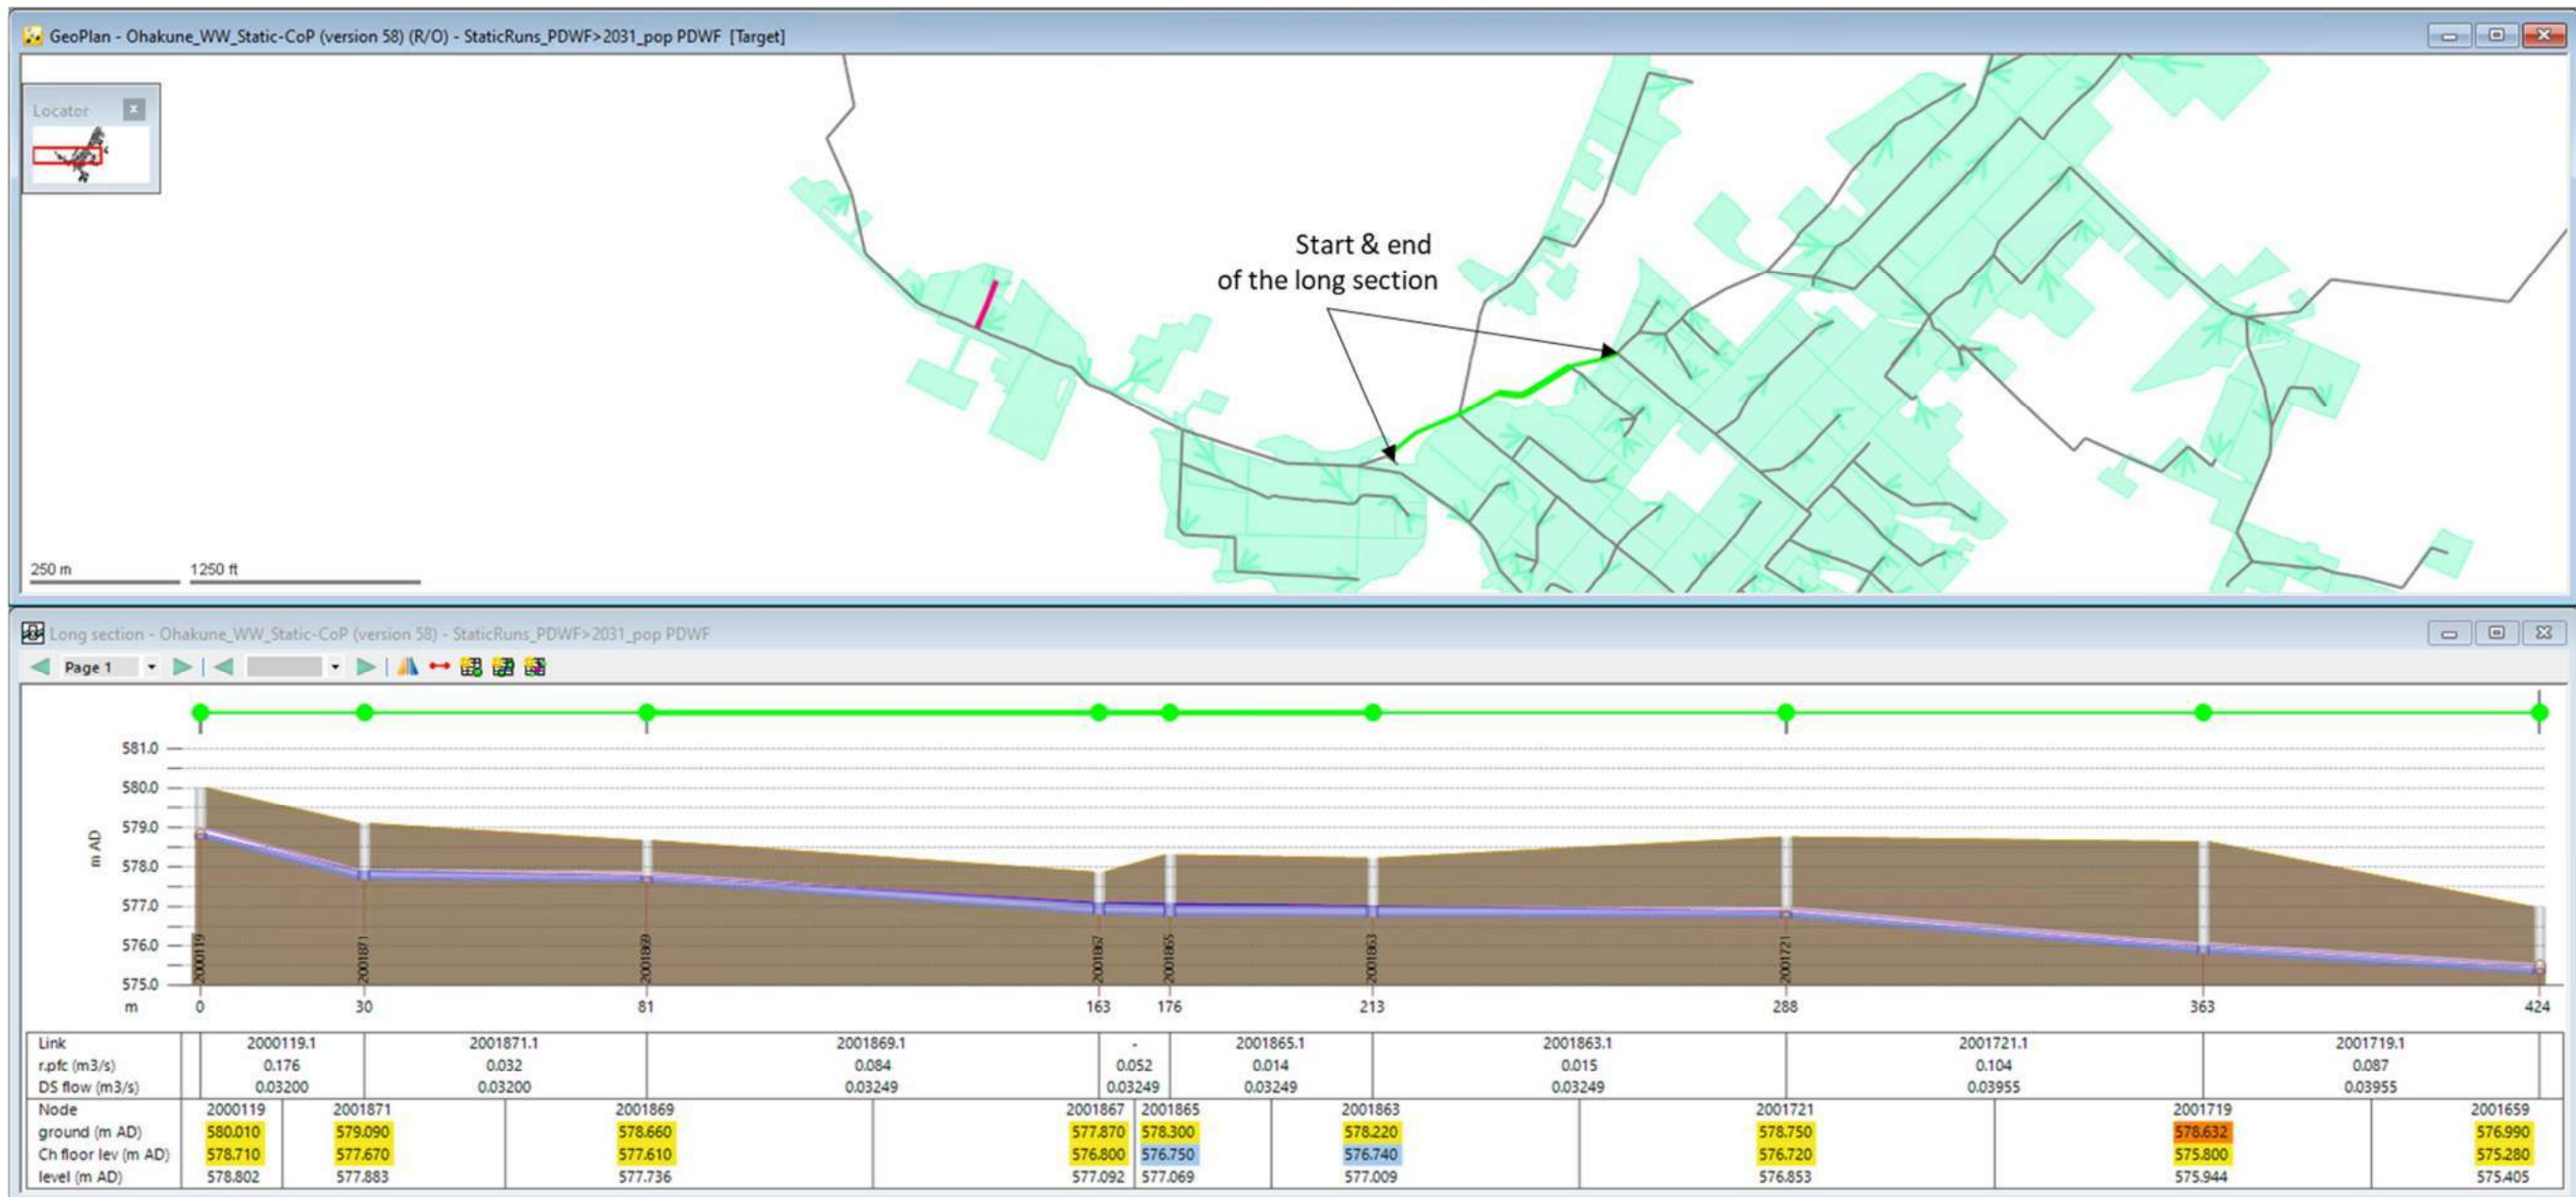 GeoPlan - Ohakune_WW_Static-CoP (version 58) (R/O) - StaticRuns_PDWF>2031_pop PDWF [Target]
Locator
Start & end
of the long section
250 m 1250 ft
Long section - Ohakune_WW_Static-CoP (version 58) - StaticRuns_PDWF>2031_pop PDWF
Page 1
581.0
580.0
579.0
578.0
577.0
576.0
575.0
m AD
2000119 2001871 2001869 2001867 2001865 2001863 2001721
m 0 30 81 163 176 213 288 363 424
Link 2000119.1 2001871.1 2001869.1 - 2001865.1 2001863.1 2001721.1 2001719.1
r.pfc (m3/s) 0.176 0.032 0.084 0.052 0.014 0.015 0.104 0.087
DS flow (m3/s) 0.03200 0.03200 0.03249 0.03249 0.03249 0.03249 0.03955 0.03955
Node 2000119 2001871 2001869 2001867 2001865 2001863 2001721 2001719 2001659
ground (m AD) 580.010 579.090 578.660 577.870 578.300 578.220 578.750 578.632 576.990
Ch floor lev (m AD) 578.710 577.670 577.610 576.800 576.750 576.740 576.720 575.800 575.280
level (m AD) 578.802 577.883 577.736 577.092 577.069 577.009 576.853 575.944 575.405